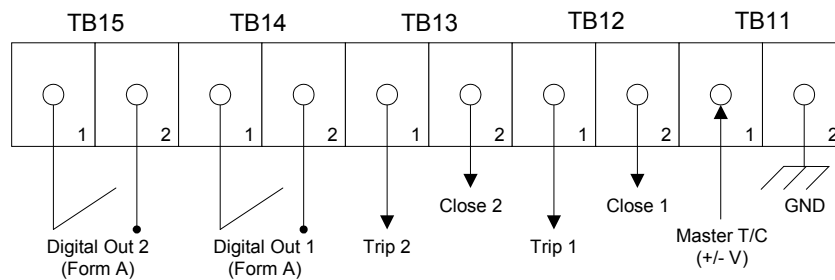 TB15 TB14 TB13 TB12 TB11
1 2 1 2 1 2 1 2 1 2
Close 2 Close 1 GND
Digital Out 2 Digital Out 1 Trip 2 Trip 1 Master T/C
(Form A) (Form A) (+/- V)